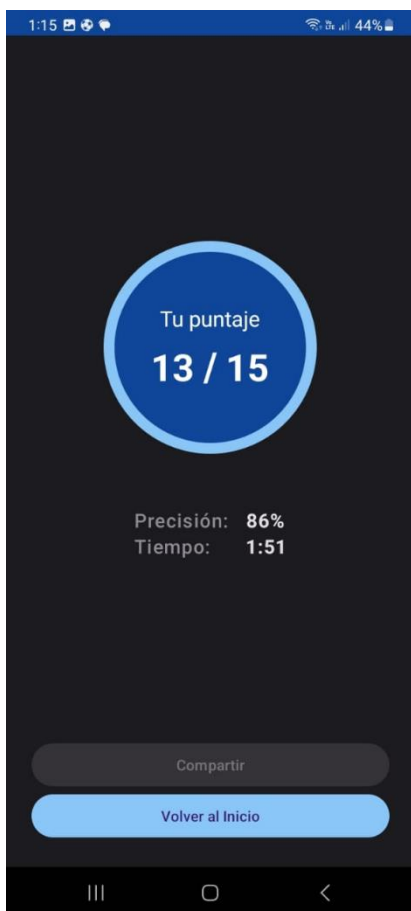 1:15
44%
Tu puntaje
13 / 15
Precisión: 86%
Tiempo: 1:51
Compartir
Volver al Inicio